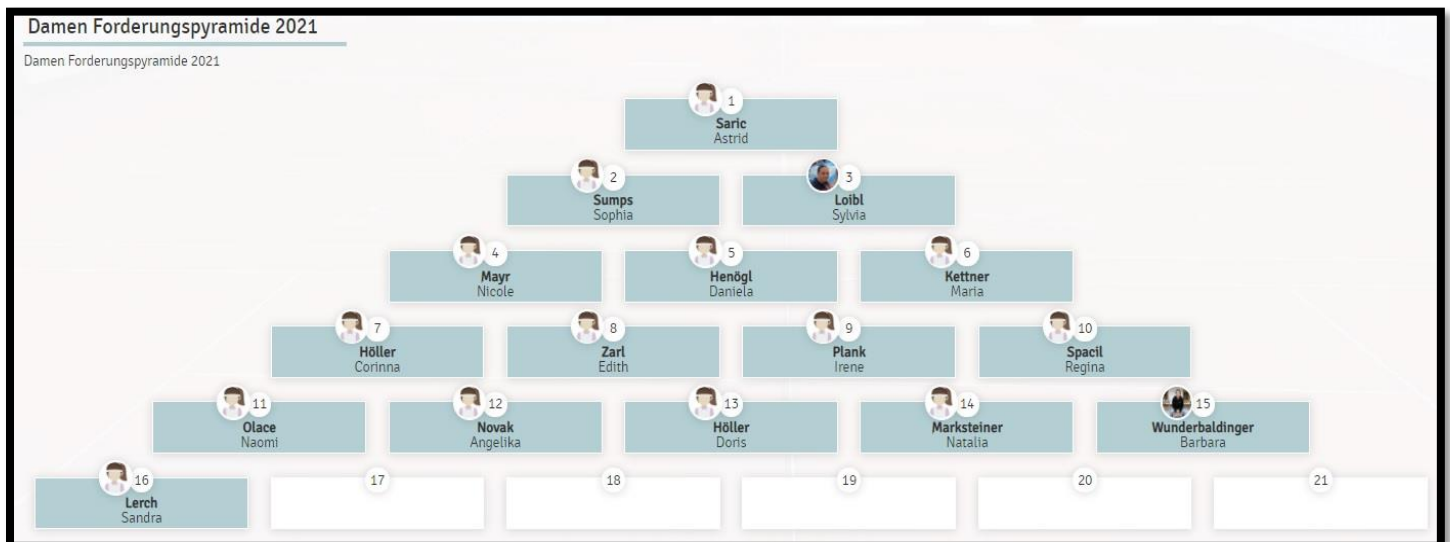 Damen Forderungspyramide 2021
Damen Forderungspyramide 2021
1
Saric
Astrid
2
Sumps
Sophia
3
Loibl
Sylvia
4
Mayr
Nicole
5
Henögl
Daniela
6
Kettner
Maria
7
Höller
Corinna
8
Zarl
Edith
9
Plank
Irene
10
Spacil
Regina
11
Olace
Naomi
12
Novak
Angelika
13
Höller
Doris
14
Marksteiner
Natalia
15
Wunderbaldinger
Barbara
16
Lerch
Sandra
17
18
19
20
21